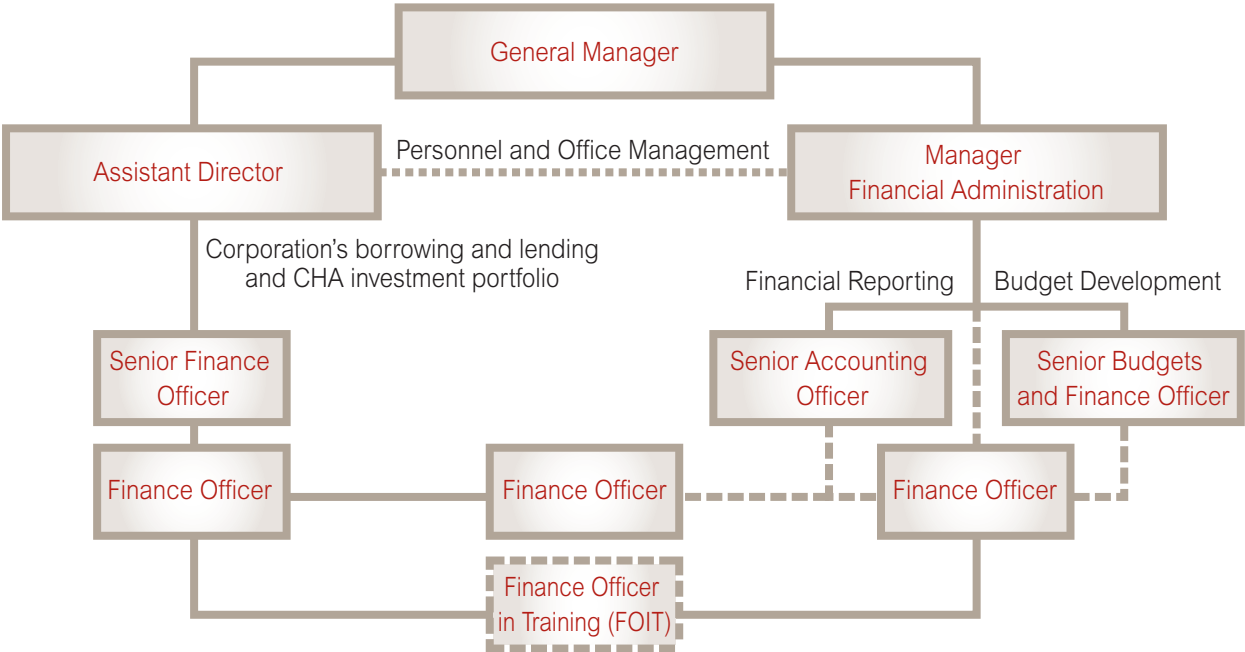 General Manager
Assistant Director
Personnel and Office Management
Manager
Financial Administration
Corporation's borrowing and lending
and CHA investment portfolio
Financial Reporting
Budget Development
Senior Finance
Officer
Senior Accounting
Officer
Senior Budgets
and Finance Officer
Finance Officer
Finance Officer
Finance Officer
Finance Officer
in Training (FOIT)